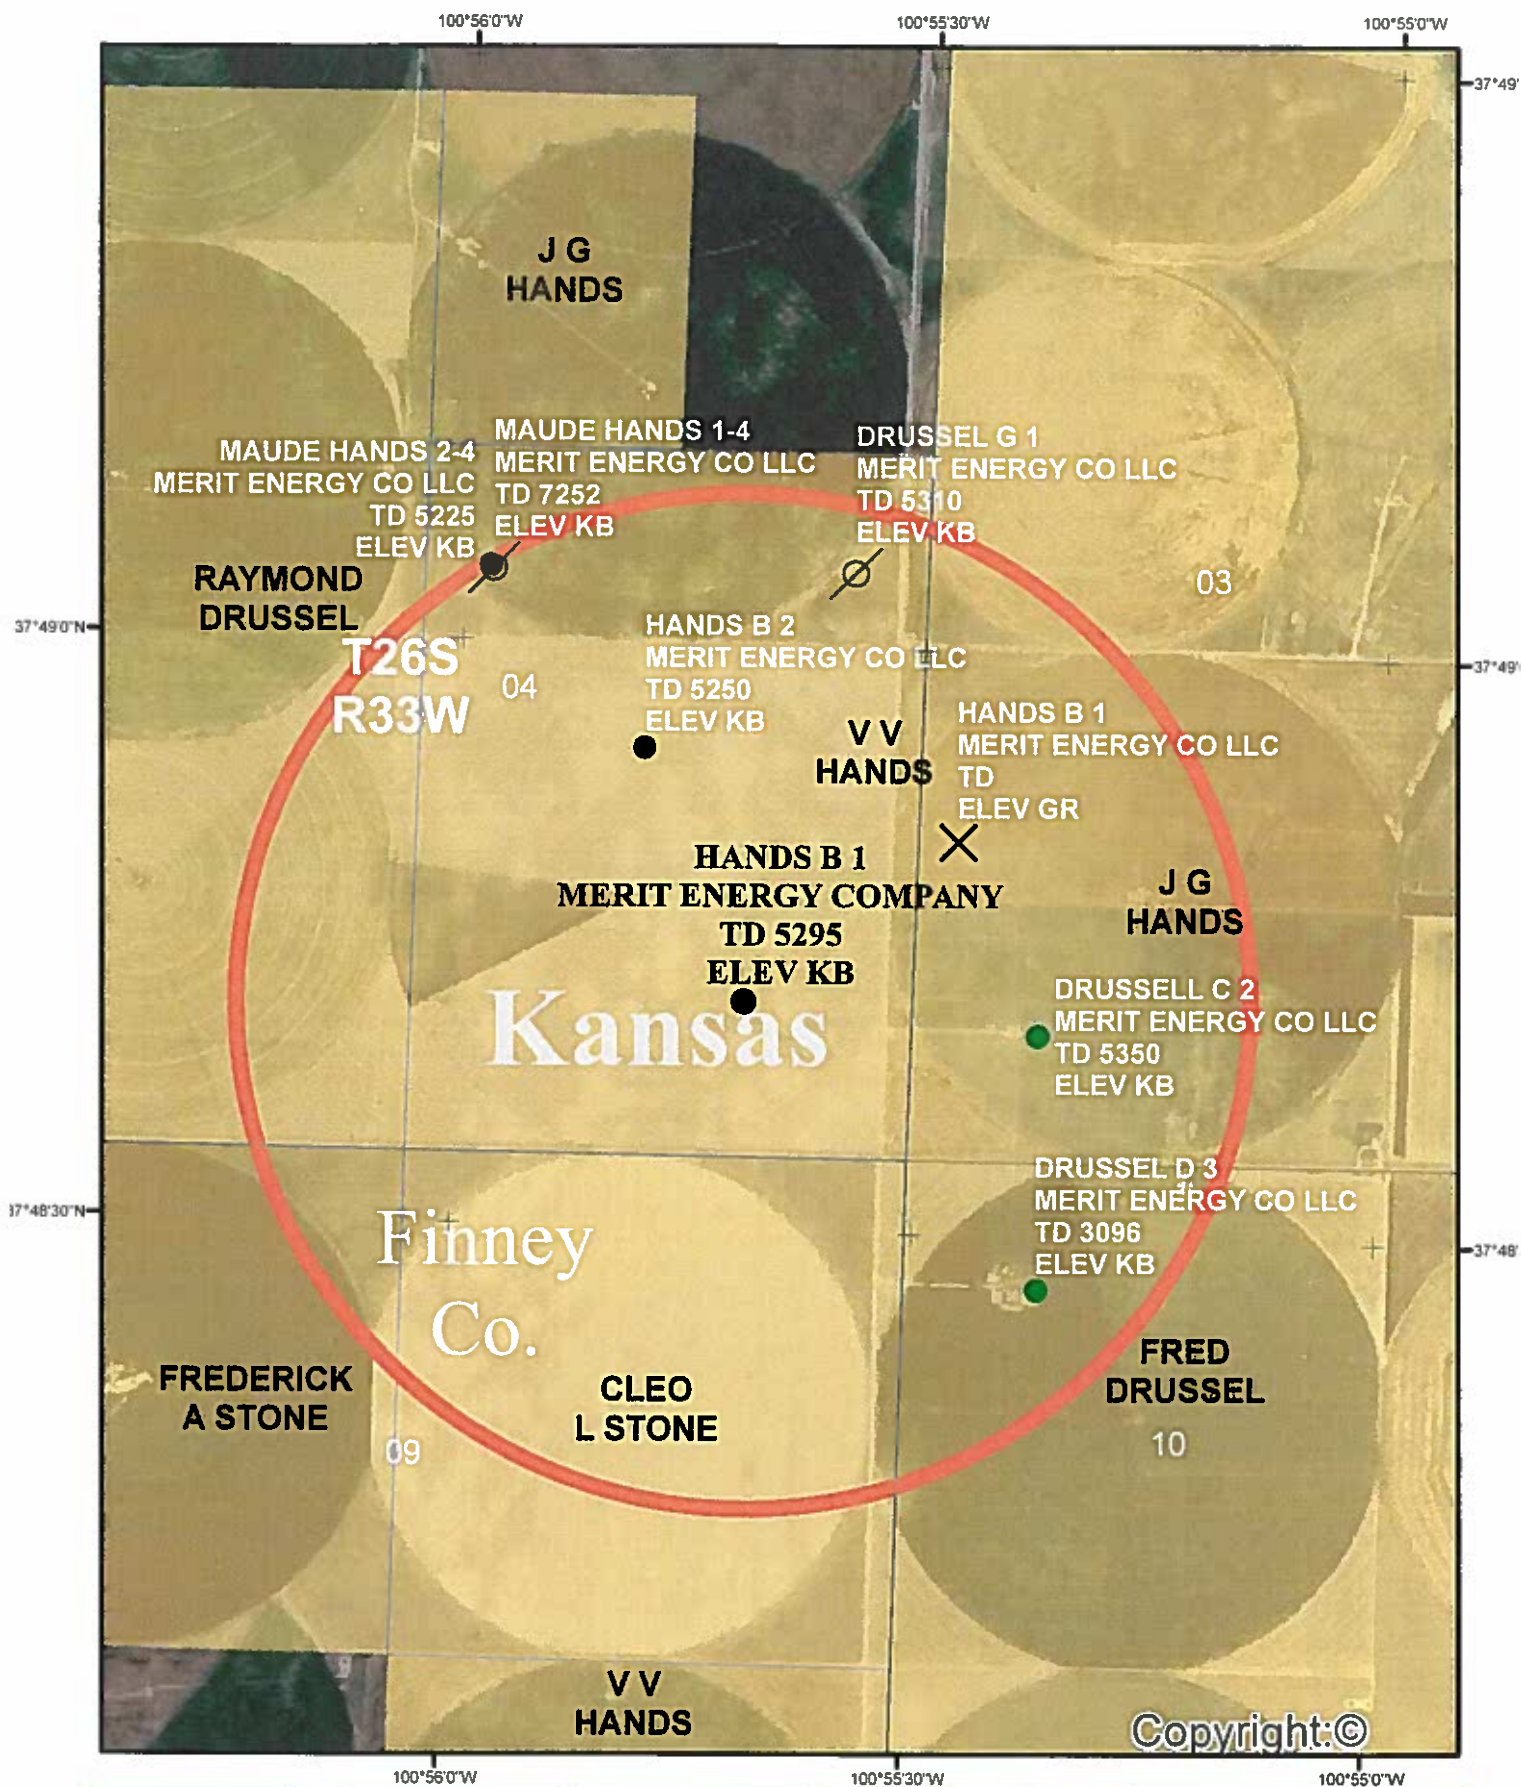 100°56'0"W
100°55'30"W
100°55'0"W
37°49'
J G
HANDS
MAUDE HANDS 2-4
MERIT ENERGY CO LLC
TD 5225
ELEV KB
MAUDE HANDS 1-4
MERIT ENERGY CO LLC
TD 7252
ELEV KB
DRUSSEL G 1
MERIT ENERGY CO LLC
TD 5310
ELEV KB
RAYMOND
DRUSSEL
03
37°49'0"N
37°49'
T26S
R33W
04
HANDS B 2
MERIT ENERGY CO LLC
TD 5250
ELEV KB
V V
HANDS
HANDS B 1
MERIT ENERGY CO LLC
TD
ELEV GR
HANDS B 1
MERIT ENERGY COMPANY
TD 5295
ELEV KB
J G
HANDS
Kansas
DRUSSELL C 2
MERIT ENERGY CO LLC
TD 5350
ELEV KB
DRUSSEL D 3
MERIT ENERGY CO LLC
TD 3096
ELEV KB
37°48'30"N
37°48'
Finney
Co.
FREDERICK
A STONE
CLEO
L STONE
FRED
DRUSSEL
09
10
V V
HANDS
Copyright:©
100°56'0"W
100°55'30"W
100°55'0"W